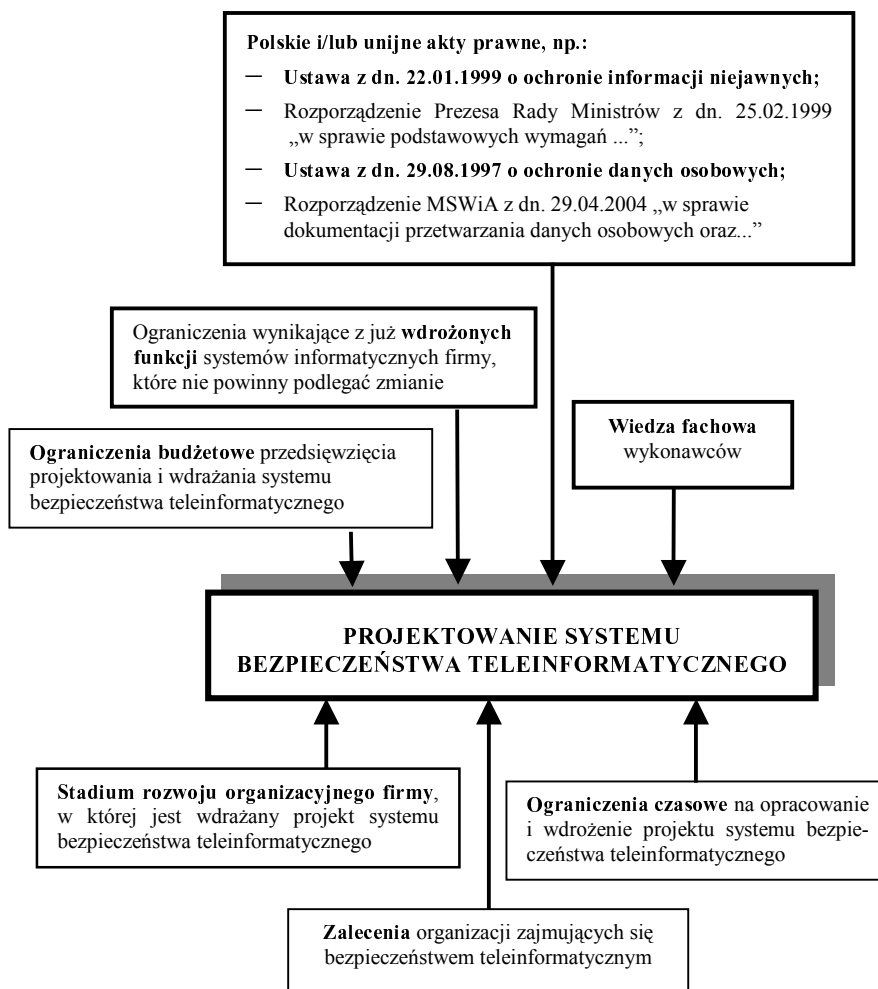 Polskie i/lub unijne akty prawne, np.:
— Ustawa z dn. 22.01.1999 o ochronie informacji niejawnych;
— Rozporządzenie Prezesa Rady Ministrów z dn. 25.02.1999
„w sprawie podstawowych wymagań ...”;
— Ustawa z dn. 29.08.1997 o ochronie danych osobowych;
— Rozporządzenie MSWiA z dn. 29.04.2004 „w sprawie
dokumentacji przetwarzania danych osobowych oraz...”
Ograniczenia wynikające z już wdrożonych
funkcji systemów informatycznych firmy,
które nie powinny podlegać zmianie
Wiedza fachowa
wykonawców
Ograniczenia budżetowe przedsięwzięcia
projektowania i wdrażania systemu
bezpieczeństwa teleinformatycznego
PROJEKTOWANIE SYSTEMU
BEZPIECZEŃSTWA TELEINFORMATYCZNEGO
Stadium rozwoju organizacyjnego firmy,
w której jest wdrażany projekt systemu
bezpieczeństwa teleinformatycznego
Ograniczenia czasowe na opracowanie
i wdrożenie projektu systemu bezpie-
czeństwa teleinformatycznego
Zalecenia organizacji zajmujących się
bezpieczeństwem teleinformatycznym